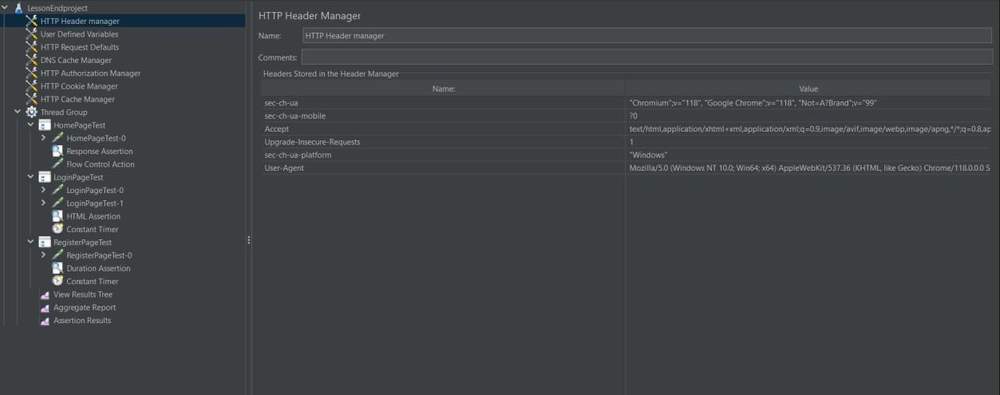 LessonEndproject
HTTP Header manager
User Defined Variables
HTTP Request Defaults
DNS Cache Manager
HTTP Authorization Manager
HTTP Cookie Manager
HTTP Cache Manager
Thread Group
HomePageTest
HomePageTest-0
Response Assertion
Flow Control Action
LoginPageTest
LoginPageTest-0
LoginPageTest-1
HTML Assertion
Constant Timer
RegisterPageTest
RegisterPageTest-0
Duration Assertion
Constant Timer
View Results Tree
Aggregate Report
Assertion Results
HTTP Header Manager
Name: HTTP Header manager
Comments:
Headers Stored in the Header Manager
Name: Value
sec-ch-ua "Chromium";v="118", "Google Chrome";v="118", "Not=A?Brand";v="99"
sec-ch-ua-mobile ?0
Accept text/html,application/xhtml+xml,application/xml;q=0.9,image/avif,image/webp,image/apng,*/*;q=0.8,ap
Upgrade-Insecure-Requests 1
sec-ch-ua-platform "Windows"
User-Agent Mozilla/5.0 (Windows NT 10.0; Win64; x64) AppleWebKit/537.36 (KHTML, like Gecko) Chrome/118.0.0.0 S